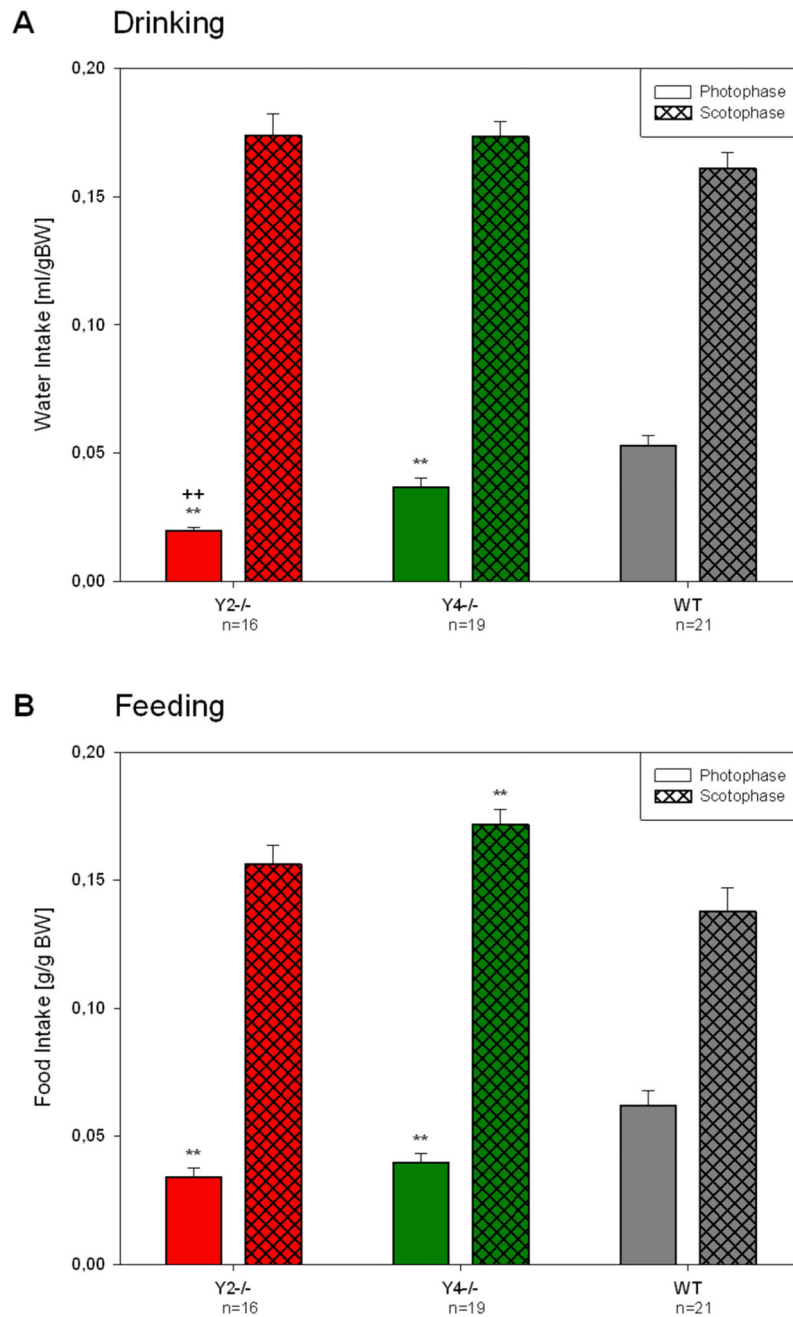 A Drinking
0,20
Photophase
Scotophase
0,15
Water Intake [ml/gBW]
0,10
0,05
++
**
**
0,00
Y2-/- Y4-/- WT
n=16 n=19 n=21
B Feeding
0,20
Photophase
Scotophase
**
0,15
Food Intake [g/g BW]
0,10
0,05
**
**
0,00
Y2-/- Y4-/- WT
n=16 n=19 n=21